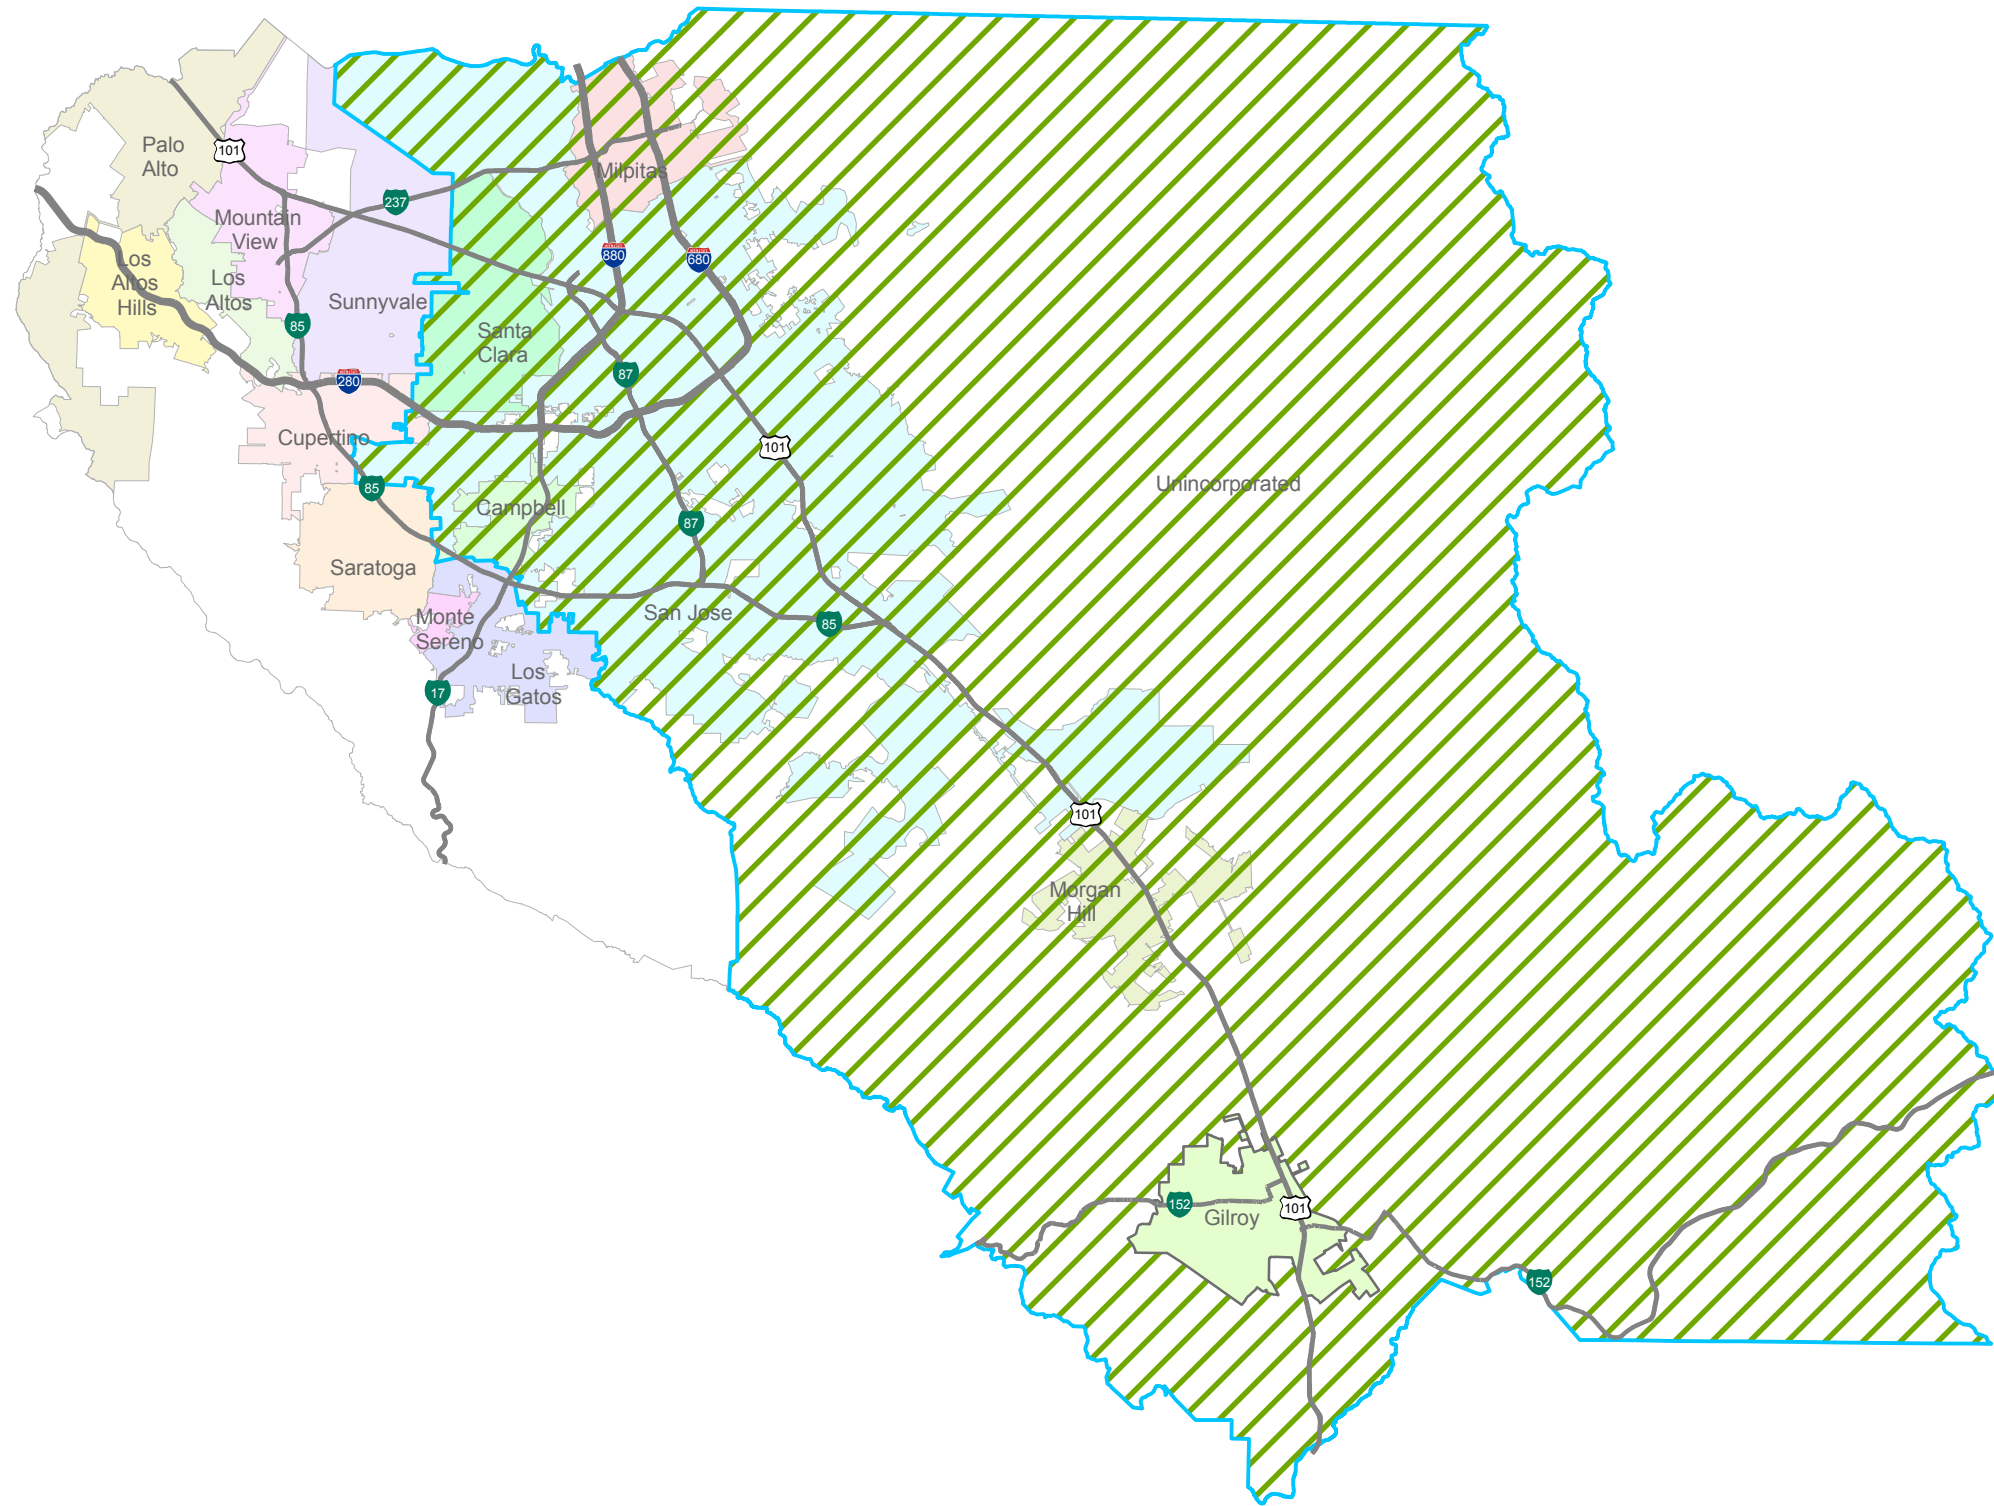 Palo
Alto
101
237
Milpitas
Mountain
View
880
680
Los
Altos
Hills
Los
Altos
Sunnyvale
85
Santa
Clara
280
87
Cupertino
101
85
Unincorporated
Campbell
87
Saratoga
Monte
Sereno
San Jose
85
Los
Gatos
17
101
Morgan
Hill
152
Gilroy
101
152